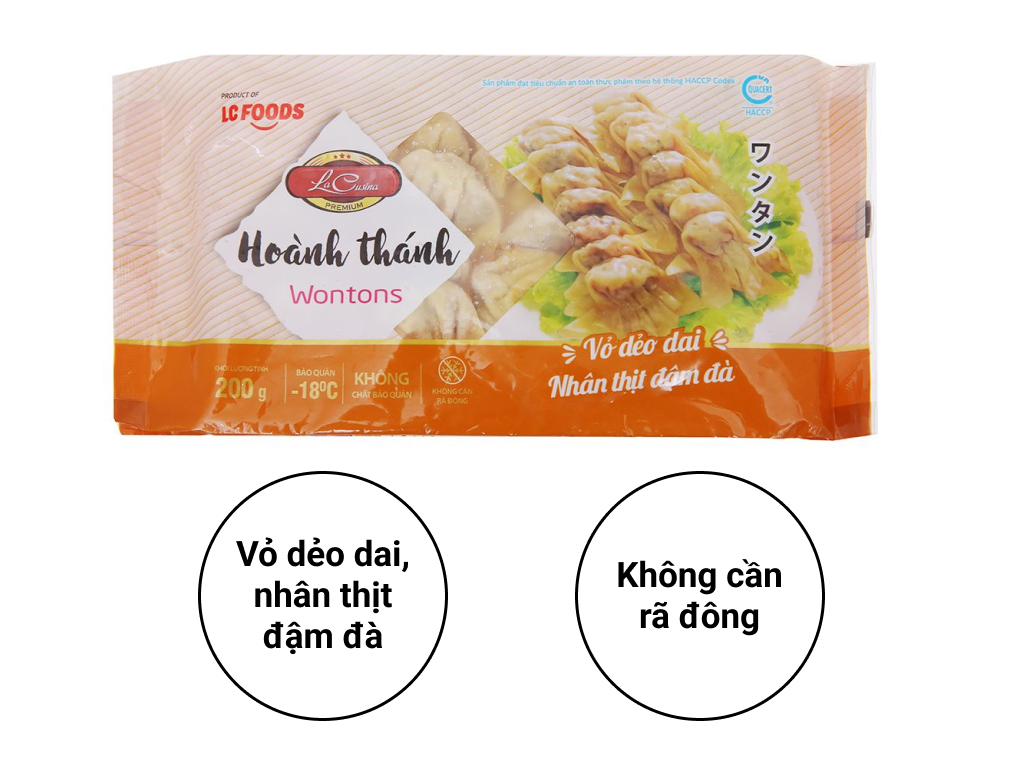 PRODUCT OF
LC FOODS
Sản phẩm đạt tiêu chuẩn an toàn thực phẩm theo hệ thống HACCP Codex
QUACERT
HACCP
La Cusina
PREMIUM
Hoành thánh
Wontons
ワンタン
Vỏ dẻo dai
Nhân thịt đậm đà
KHỐI LƯỢNG TỊNH
200 g
BẢO QUẢN
-18ºC
KHÔNG
CHẤT BẢO QUẢN
KHÔNG CẦN
RÃ ĐÔNG
Vỏ dẻo dai,
nhân thịt
đậm đà
Không cần
rã đông